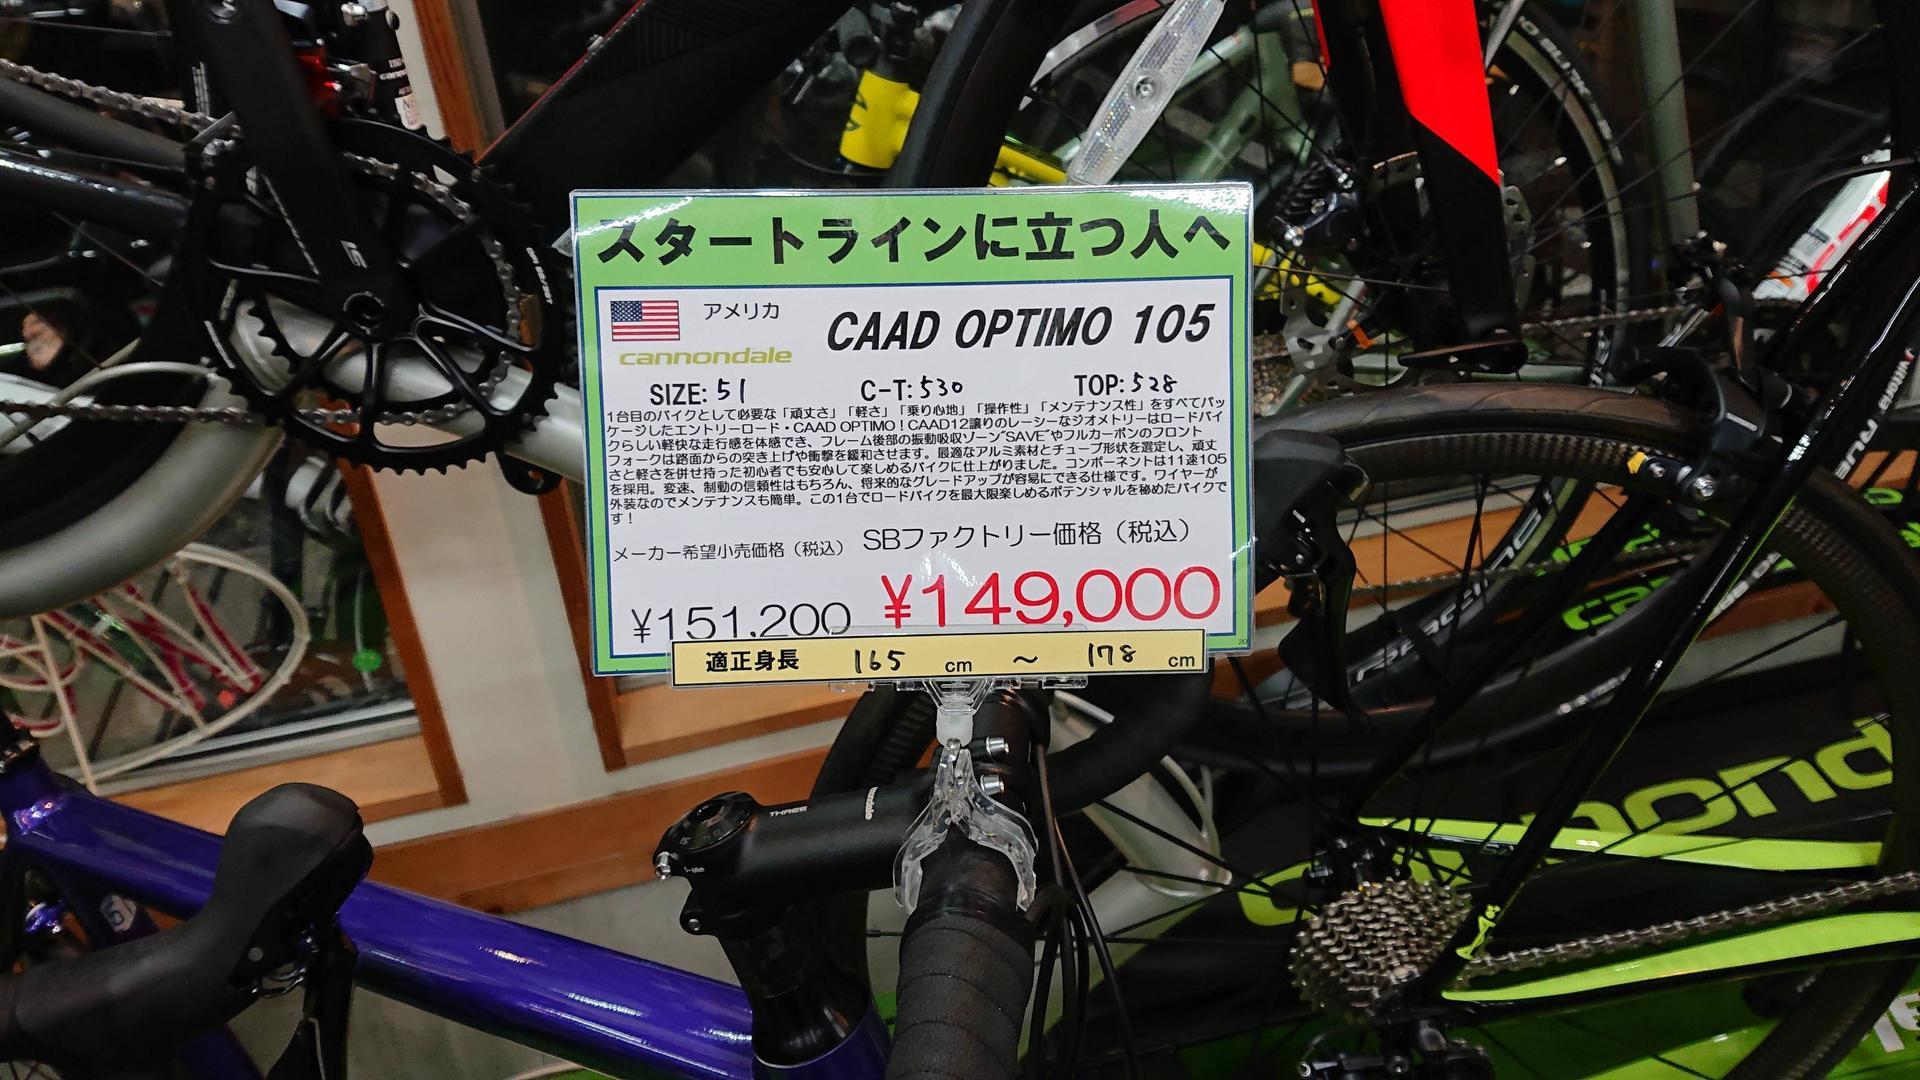 スタートラインに立つ人へ
アメリカ
cannondale
CAAD OPTIMO 105
SIZE: 51 C-T: 530 TOP: 528
1台目のバイクとして必要な「頑丈さ」「軽さ」「乗り心地」「操作性」「メンテナンス性」をすべてパッ
ケージしたエントリーロード・CAAD OPTIMO！CAAD12譲りのレーシーなジオメトリーはロードバイ
クらしい軽快な走行感を体感でき、フレーム後部の振動吸収ゾーン"SAVE"やフルカーボンのフロント
フォークは路面からの突き上げや衝撃を緩和させます。最適なアルミ素材とチューブ形状を選定し、頑丈
さと軽さを併せ持った初心者でも安心して楽しめるバイクに仕上がりました。コンポーネントは11速105
を採用。変速、制動の信頼性はもちろん、将来的なグレードアップが容易にできる仕様です。ワイヤーが
外装なのでメンテナンスも簡単。この1台でロードバイクを最大限楽しめるポテンシャルを秘めたバイクで
す！
メーカー希望小売価格（税込） SBファクトリー価格（税込）
¥151,200 ¥149,000
適正身長 165 cm ～ 178 cm
THREE